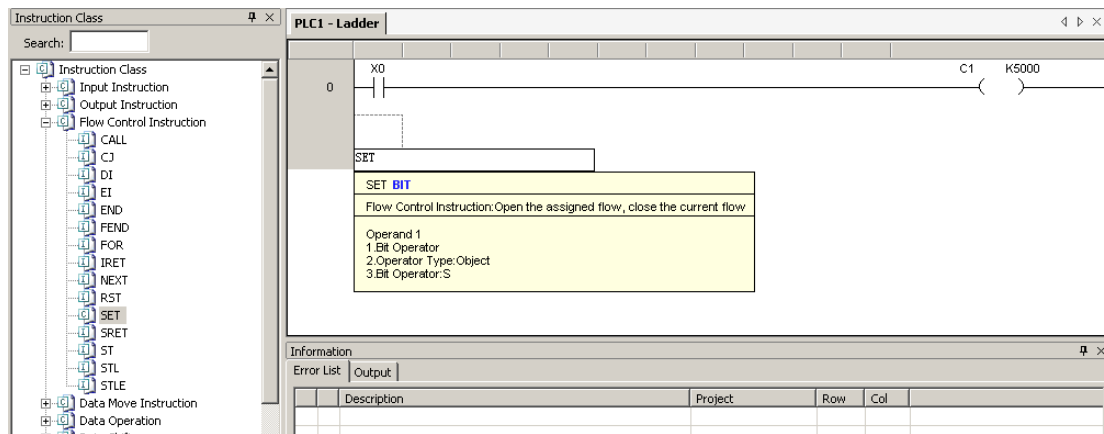 Instruction Class
Search:
Instruction Class
Input Instruction
Output Instruction
Flow Control Instruction
CALL
CJ
DI
EI
END
FEND
FOR
IRET
NEXT
RST
SET
SRET
ST
STL
STLE
Data Move Instruction
Data Operation
PLC1 - Ladder
X0
C1 K5000
0
SET
SET BIT
Flow Control Instruction:Open the assigned flow, close the current flow
Operand 1
1.Bit Operator
2.Operator Type:Object
3.Bit Operator:S
Information
Error List Output
Description Project Row Col